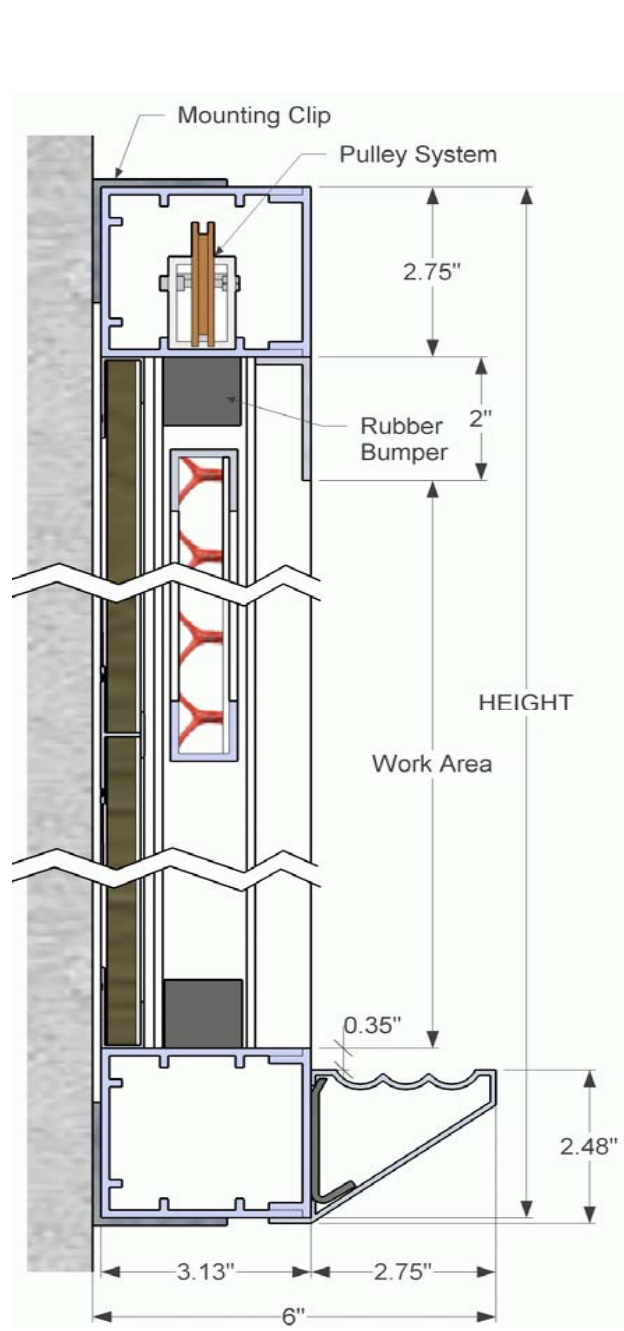 Mounting Clip
Pulley System
2.75"
Rubber
Bumper
2"
HEIGHT
Work Area
0.35"
2.48"
3.13"
2.75"
6"